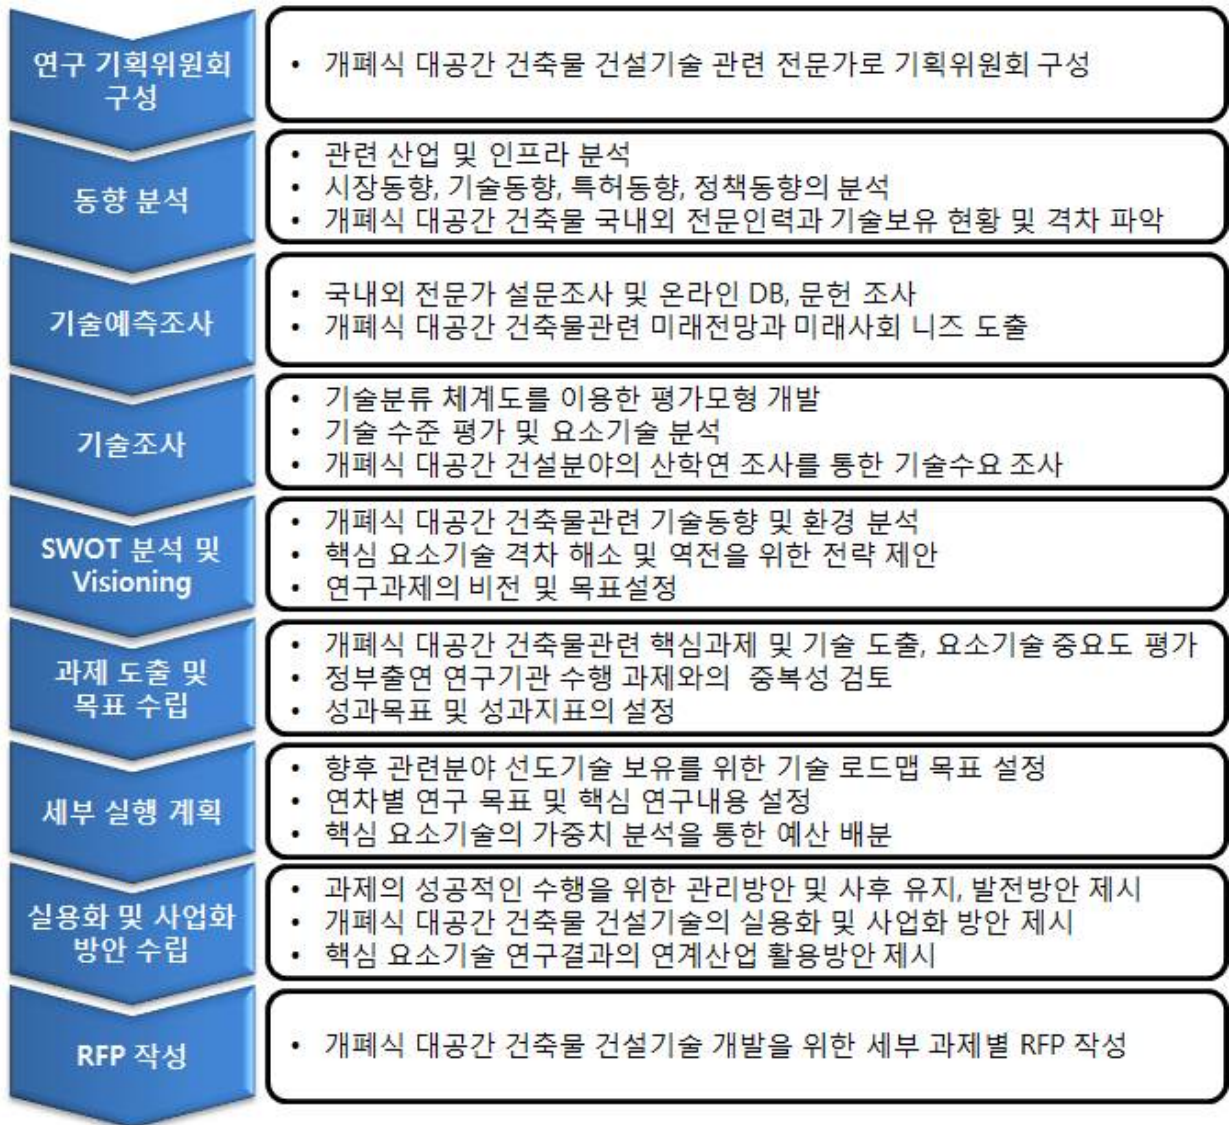 연구 기획위원회
구성
• 개폐식 대공간 건축물 건설기술 관련 전문가로 기획위원회 구성
동향 분석
• 관련 산업 및 인프라 분석
• 시장동향, 기술동향, 특허동향, 정책동향의 분석
• 개폐식 대공간 건축물 국내외 전문인력과 기술보유 현황 및 격차 파악
기술예측조사
• 국내외 전문가 설문조사 및 온라인 DB, 문헌 조사
• 개폐식 대공간 건축물관련 미래전망과 미래사회 니즈 도출
기술조사
• 기술분류 체계도를 이용한 평가모형 개발
• 기술 수준 평가 및 요소기술 분석
• 개폐식 대공간 건설분야의 산학연 조사를 통한 기술수요 조사
SWOT 분석 및
Visioning
• 개폐식 대공간 건축물관련 기술동향 및 환경 분석
• 핵심 요소기술 격차 해소 및 역전을 위한 전략 제안
• 연구과제의 비전 및 목표설정
과제 도출 및
목표 수립
• 개폐식 대공간 건축물관련 핵심과제 및 기술 도출, 요소기술 중요도 평가
• 정부출연 연구기관 수행 과제와의 중복성 검토
• 성과목표 및 성과지표의 설정
세부 실행 계획
• 향후 관련분야 선도기술 보유를 위한 기술 로드맵 목표 설정
• 연차별 연구 목표 및 핵심 연구내용 설정
• 핵심 요소기술의 가중치 분석을 통한 예산 배분
실용화 및 사업화
방안 수립
• 과제의 성공적인 수행을 위한 관리방안 및 사후 유지, 발전방안 제시
• 개폐식 대공간 건축물 건설기술의 실용화 및 사업화 방안 제시
• 핵심 요소기술 연구결과의 연계산업 활용방안 제시
RFP 작성
• 개폐식 대공간 건축물 건설기술 개발을 위한 세부 과제별 RFP 작성